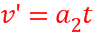 v' = a₂t